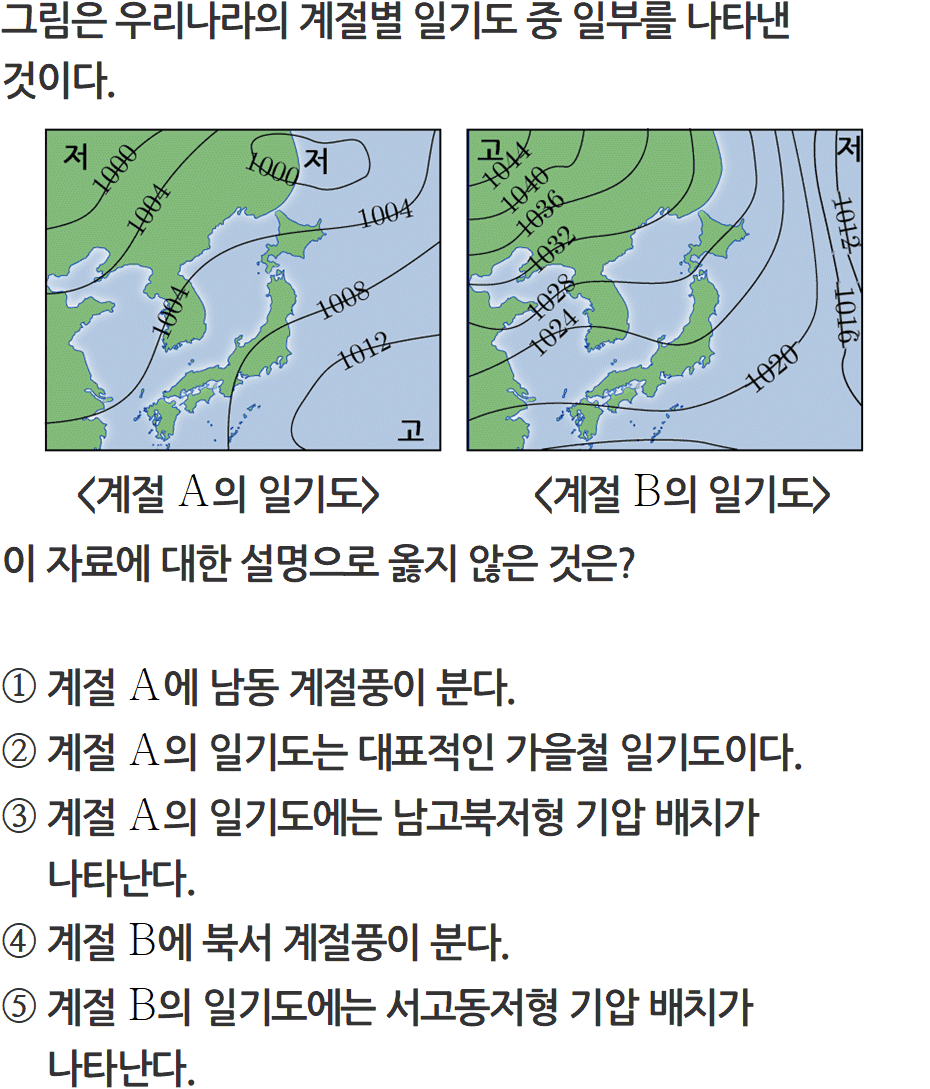 그림은 우리나라의 계절별 일기도 중 일부를 나타낸
것이다.
저 1000 1004 1000 저 1004 1004 1008 1012 고
고 1044 1040 1036 1032 1028 1024 1020 저 1012 1016
<계절 A의 일기도> <계절 B의 일기도>
이 자료에 대한 설명으로 옳지 않은 것은?
① 계절 A에 남동 계절풍이 분다.
② 계절 A의 일기도는 대표적인 가을철 일기도이다.
③ 계절 A의 일기도에는 남고북저형 기압 배치가
나타난다.
④ 계절 B에 북서 계절풍이 분다.
⑤ 계절 B의 일기도에는 서고동저형 기압 배치가
나타난다.